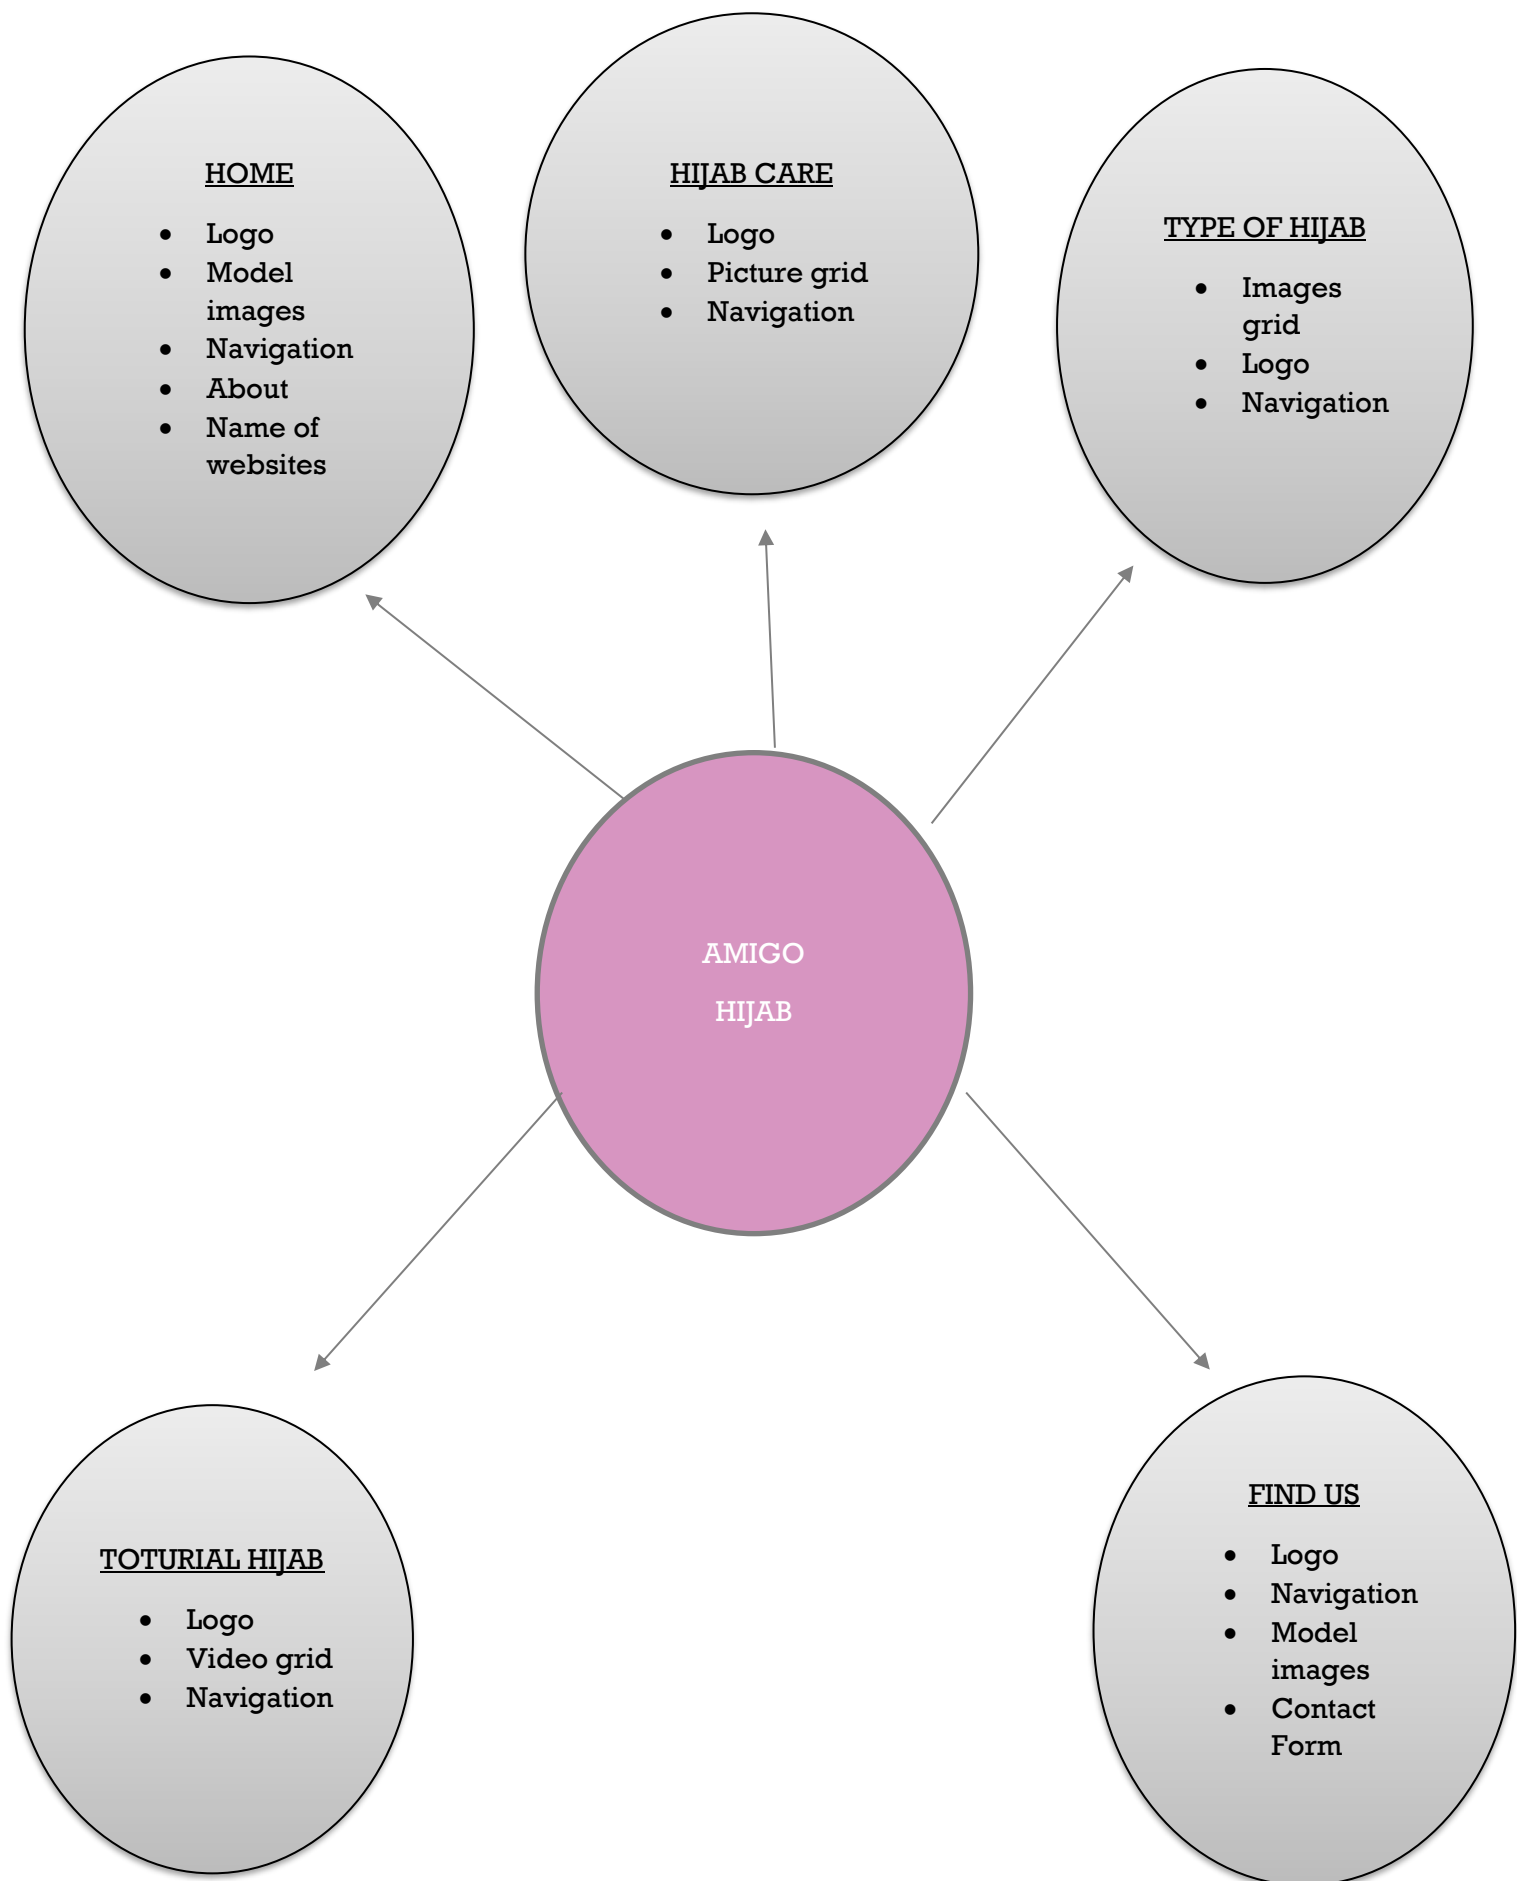 HOME
• Logo
• Model
images
• Navigation
• About
• Name of
websites
HIJAB CARE
• Logo
• Picture grid
• Navigation
TYPE OF HIJAB
• Images
grid
• Logo
• Navigation
AMIGO
HIJAB
TOTURIAL HIJAB
• Logo
• Video grid
• Navigation
FIND US
• Logo
• Navigation
• Model
images
• Contact
Form